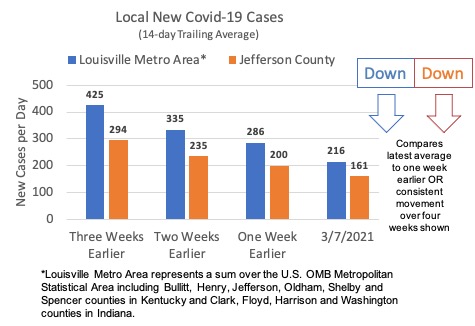 Local New Covid-19 Cases
(14-day Trailing Average)
Louisville Metro Area* Jefferson County
New Cases per Day
500
400
300
200
100
0
425
294
335
235
286
200
216
161
Three Weeks
Earlier
Two Weeks
Earlier
One Week
Earlier
3/7/2021
Down Down
Compares
latest average
to one week
earlier OR
consistent
movement
over four
weeks shown
*Louisville Metro Area represents a sum over the U.S. OMB Metropolitan
Statistical Area including Bullitt, Henry, Jefferson, Oldham, Shelby and
Spencer counties in Kentucky and Clark, Floyd, Harrison and Washington
counties in Indiana.